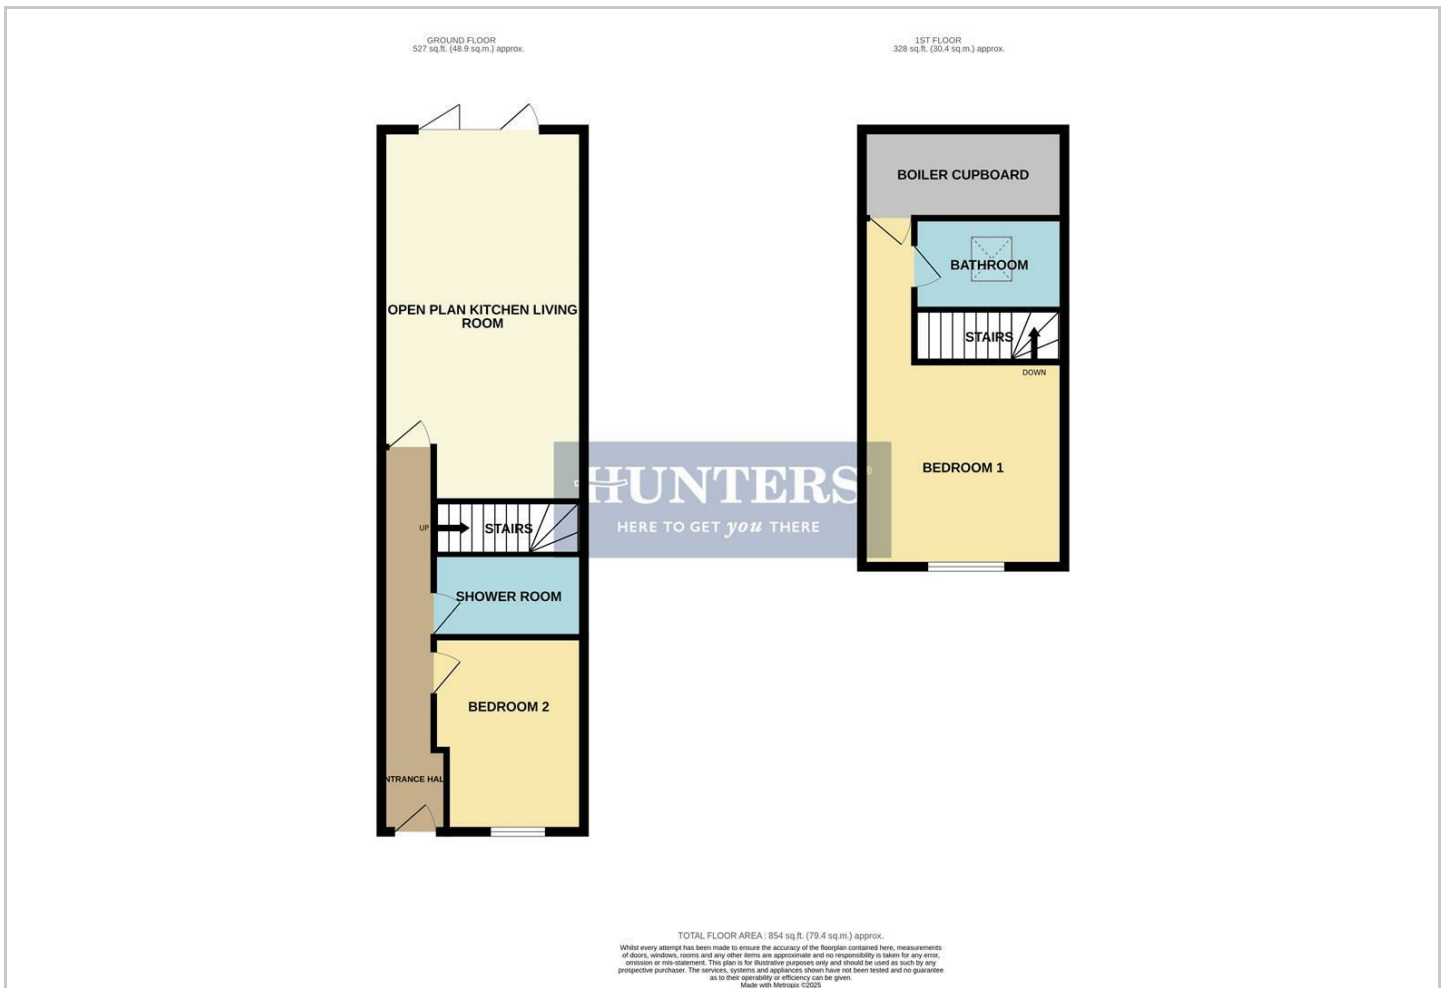 GROUND FLOOR
527 sq.ft. (48.9 sq.m.) approx.
OPEN PLAN KITCHEN LIVING
ROOM
UP
STAIRS
SHOWER ROOM
BEDROOM 2
NTRANCE HAL
1ST FLOOR
328 sq.ft. (30.4 sq.m.) approx.
BOILER CUPBOARD
BATHROOM
STAIRS
DOWN
BEDROOM 1
HUNTERS®
HERE TO GET you THERE
TOTAL FLOOR AREA : 854 sq.ft. (79.4 sq.m.) approx.
Whilst every attempt has been made to ensure the accuracy of the floorplan contained here, measurements
of doors, windows, rooms and any other items are approximate and no responsibility is taken for any error,
omission or mis-statement. This plan is for illustrative purposes only and should be used as such by any
prospective purchaser. The services, systems and appliances shown have not been tested and no guarantee
as to their operability or efficiency can be given.
Made with Metropix ©2025